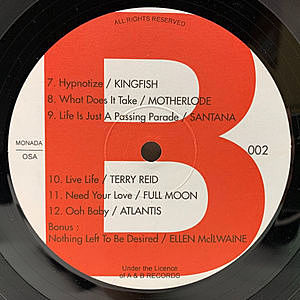 ALL RIGHTS RESERVED
B
7. Hypnotize / KINGFISH
8. What Does It Take / MOTHERLODE
9. Life Is Just A Passing Parade / SANTANA
MONADA
OSA
002
10. Live Life / TERRY REID
11. Need Your Love / FULL MOON
12. Ooh Baby / ATLANTIS
Bonus :
Nothing Left To Be Desired / ELLEN McILWAINE
Under the Licence
of A & B RECORDS